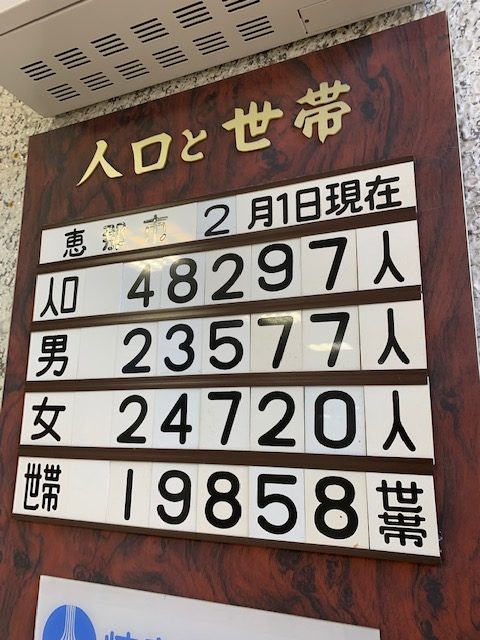 人口と世帯
恵那市 2月1日現在
人口 48297人
男 23577人
女 24720人
世帯 19858世帯